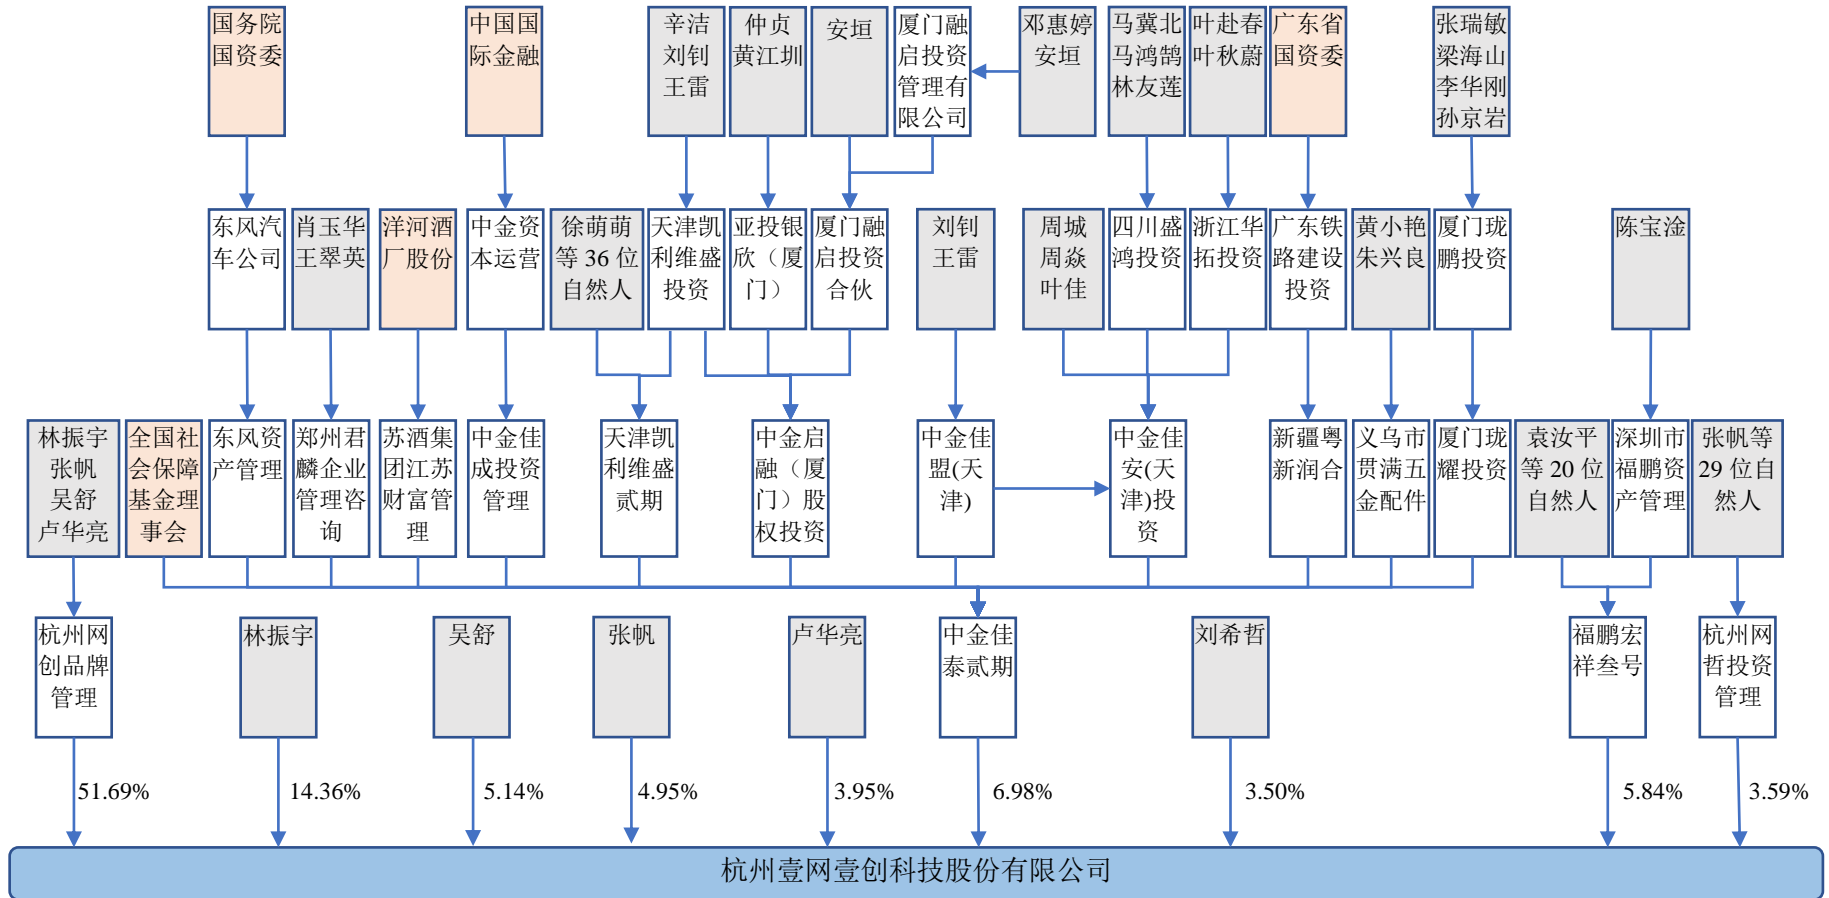 国务院
国资委
中国国
际金融
辛洁
刘钊
王雷
仲贞
黄江圳
安垣
厦门融
启投资
管理有
限公司
邓惠婷
安垣
马冀北
马鸿鹄
林友莲
叶赴春
叶秋蔚
广东省
国资委
张瑞敏
梁海山
李华刚
孙京岩
东风汽
车公司
肖玉华
王翠英
洋河酒
厂股份
中金资
本运营
徐萌萌
等 36 位
自然人
天津凯
利维盛
投资
亚投银
欣（厦
门）
厦门融
启投资
合伙
刘钊
王雷
周城
周焱
叶佳
四川盛
鸿投资
浙江华
拓投资
广东铁
路建设
投资
黄小艳
朱兴良
厦门珑
鹏投资
陈宝淦
林振宇
张帆
吴舒
卢华亮
全国社
会保障
基金理
事会
东风资
产管理
郑州君
麟企业
管理咨
询
苏酒集
团江苏
财富管
理
中金佳
成投资
管理
天津凯
利维盛
贰期
中金启
融（厦
门）股
权投资
中金佳
盟(天
津)
中金佳
安(天
津)投
资
新疆粤
新润合
义乌市
贯满五
金配件
厦门珑
耀投资
袁汝平
等 20 位
自然人
深圳市
福鹏资
产管理
张帆等
29 位自
然人
杭州网
创品牌
管理
林振宇
吴舒
张帆
卢华亮
中金佳
泰贰期
刘希哲
福鹏宏
祥叁号
杭州网
哲投资
管理
51.69%
14.36%
5.14%
4.95%
3.95%
6.98%
3.50%
5.84%
3.59%
杭州壹网壹创科技股份有限公司